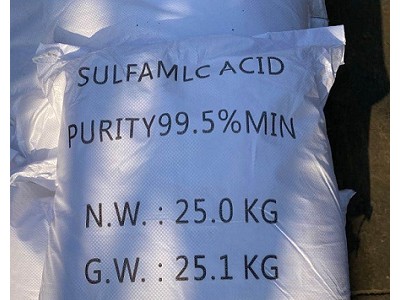 SULFAMLC ACID
PURITY99.5%MIN
N.W. : 25.0 KG
G.W. : 25.1 KG